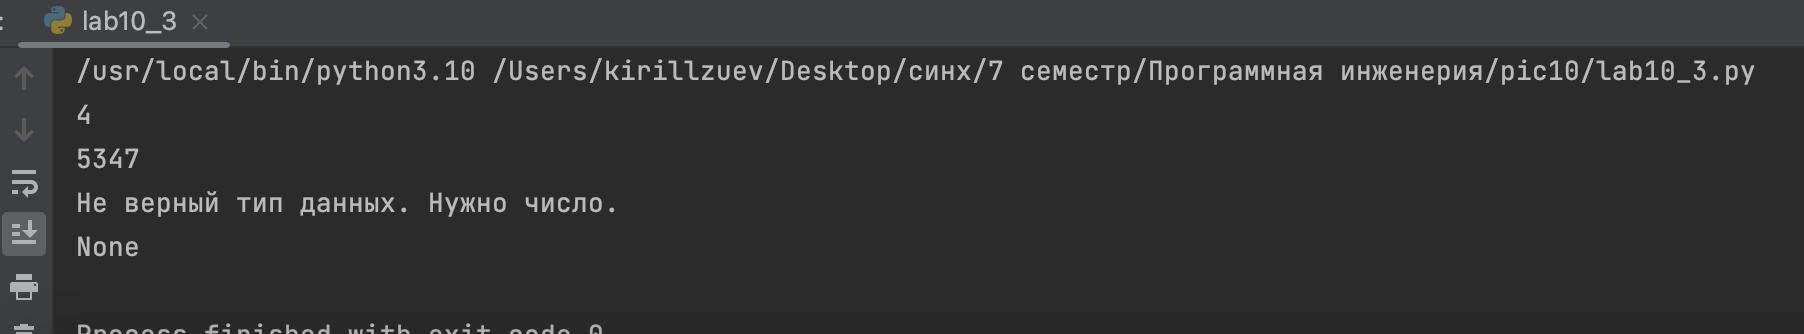 lab10_3
/usr/local/bin/python3.10 /Users/kirillzuev/Desktop/синх/7 семестр/Программная инженерия/pic10/lab10_3.py
4
5347
Не верный тип данных. Нужно число.
None
Process finished with exit code 0